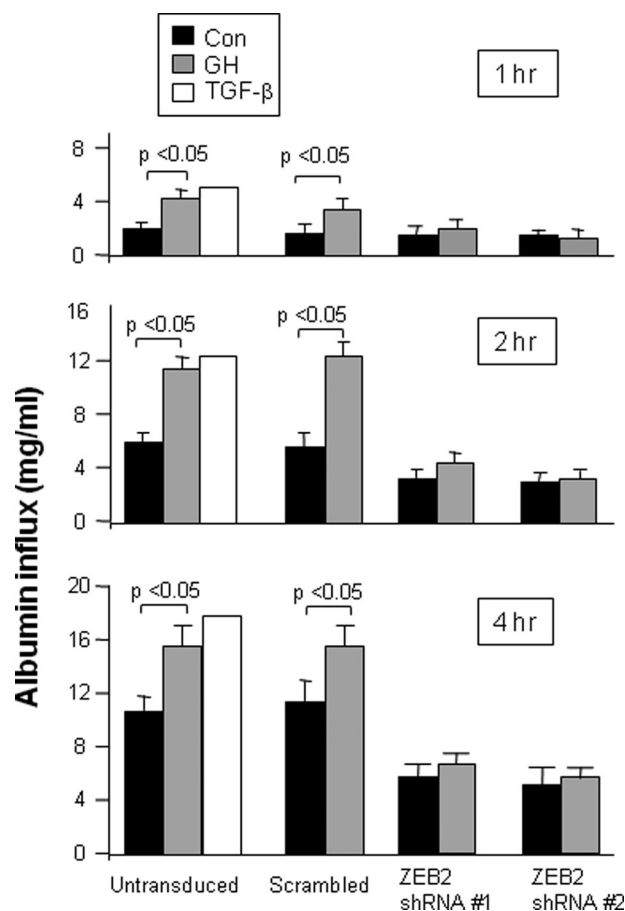 Con
GH
TGF-β
1 hr
8
4
0
p <0.05
p <0.05
2 hr
16
12
8
4
0
p <0.05
p <0.05
4 hr
20
16
12
8
4
0
p <0.05
p <0.05
Albumin influx (mg/ml)
Untransduced
Scrambled
ZEB2
shRNA #1
ZEB2
shRNA #2